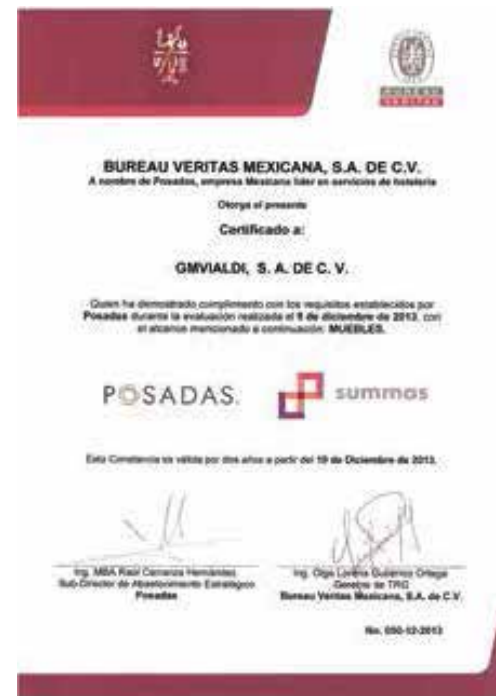 BUREAU
VERITAS
BUREAU VERITAS MEXICANA, S.A. DE C.V.
A nombre de Posadas, empresa Mexicana líder en servicios de hotelería
Otorga el presente
Certificado a:
GMVIALDI, S. A. DE C. V.
Quien ha demostrado cumplimiento con los requisitos establecidos por
Posadas durante la evaluación realizada el de diciembre de 2013, con
el alcance mencionado a continuación: MUEBLES.
POSADAS.
summas
Esta Constancia es válida por dos años a partir del 19 de Diciembre de 2013.
Ing. MBA Raúl Carranza Hernández
Sub-Director de Abastecimiento Estratégico
Posadas
Ing. Olga Lorena Gutiérrez Ortega
Gerente de TRG
Bureau Veritas Mexicana, S.A. de C.V.
No. 050-12-2013